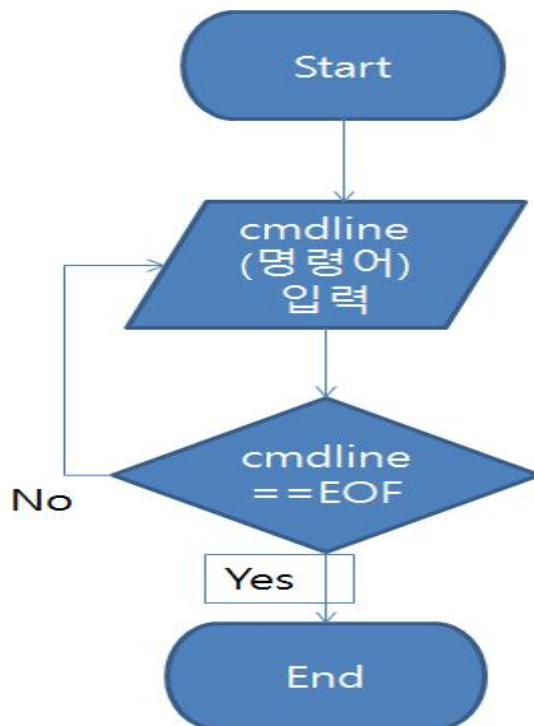 Start
cmdline
(명령어)
입력
cmdline
==EOF
No
Yes
End